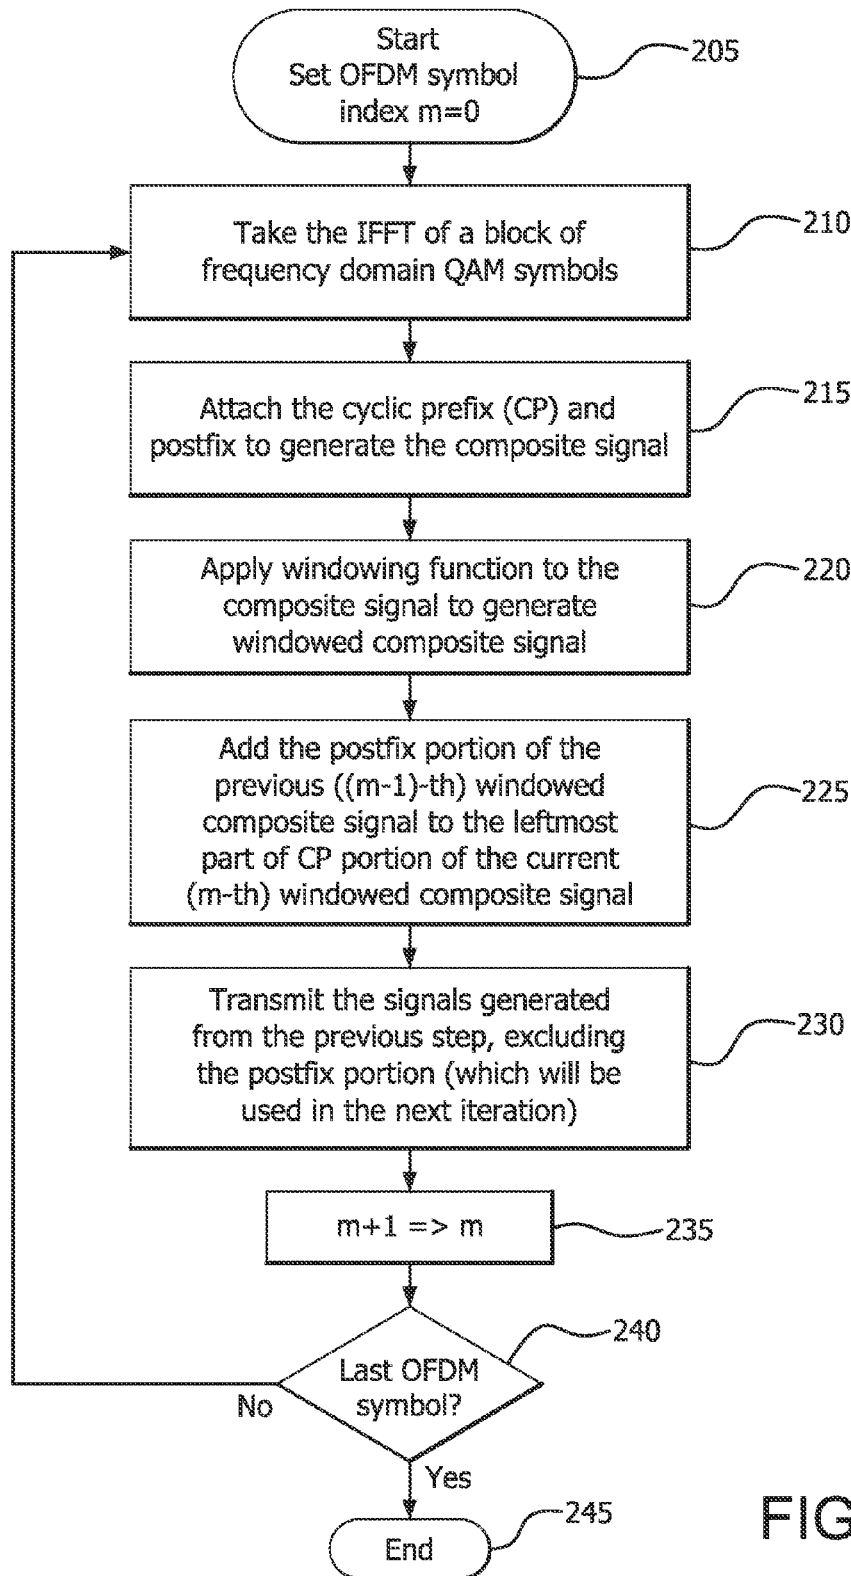 Start
Set OFDM symbol
index m=0
205
Take the IFFT of a block of
frequency domain QAM symbols
210
Attach the cyclic prefix (CP) and
postfix to generate the composite signal
215
Apply windowing function to the
composite signal to generate
windowed composite signal
220
Add the postfix portion of the
previous ((m-1)-th) windowed
composite signal to the leftmost
part of CP portion of the current
(m-th) windowed composite signal
225
Transmit the signals generated
from the previous step, excluding
the postfix portion (which will be
used in the next iteration)
230
m+1 => m
235
Last OFDM
symbol?
240
No
Yes
End
245
FIG